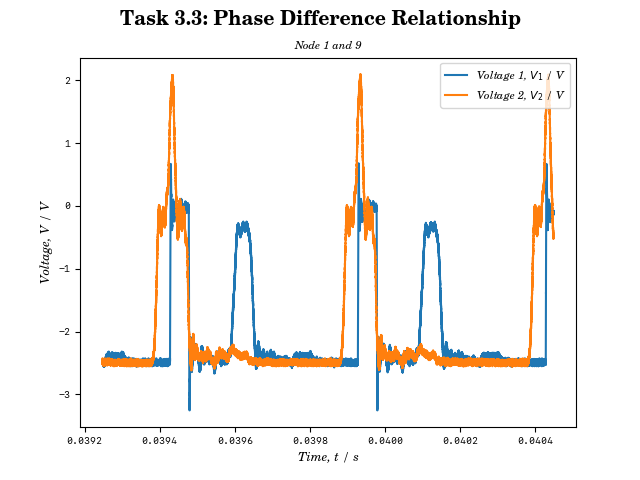 Task 3.3: Phase Difference Relationship
Node 1 and 9
Voltage 1, V₁ / V
Voltage 2, V₂ / V
Voltage, V / V
2
1
0
−1
−2
−3
0.0392
0.0394
0.0396
0.0398
0.0400
0.0402
0.0404
Time, t / s